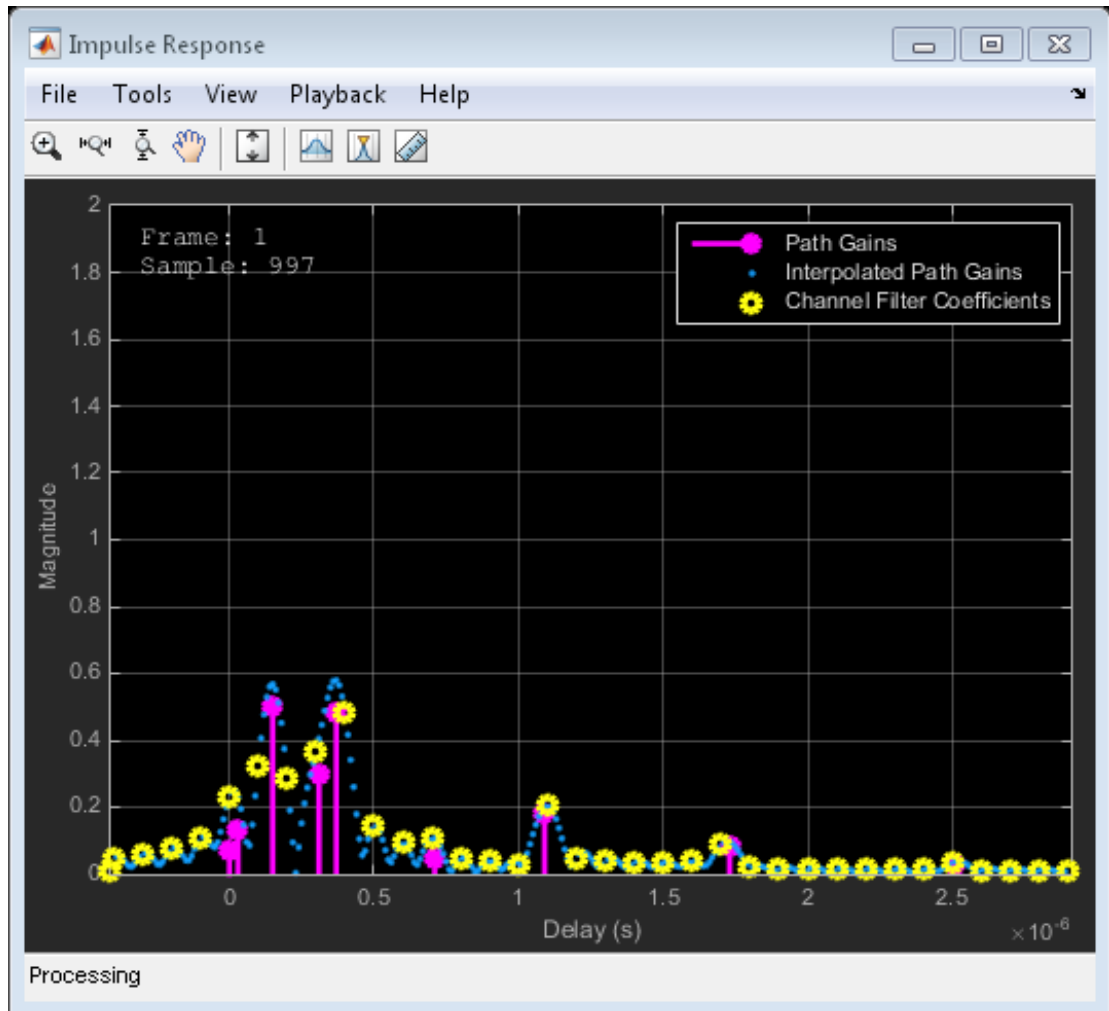 Impulse Response
File Tools View Playback Help
Frame: 1
Sample: 997
Path Gains
Interpolated Path Gains
Channel Filter Coefficients
2
1.8
1.6
1.4
1.2
1
0.8
0.6
0.4
0.2
0
Magnitude
0 0.5 1 1.5 2 2.5
Delay (s)
×10-6
Processing